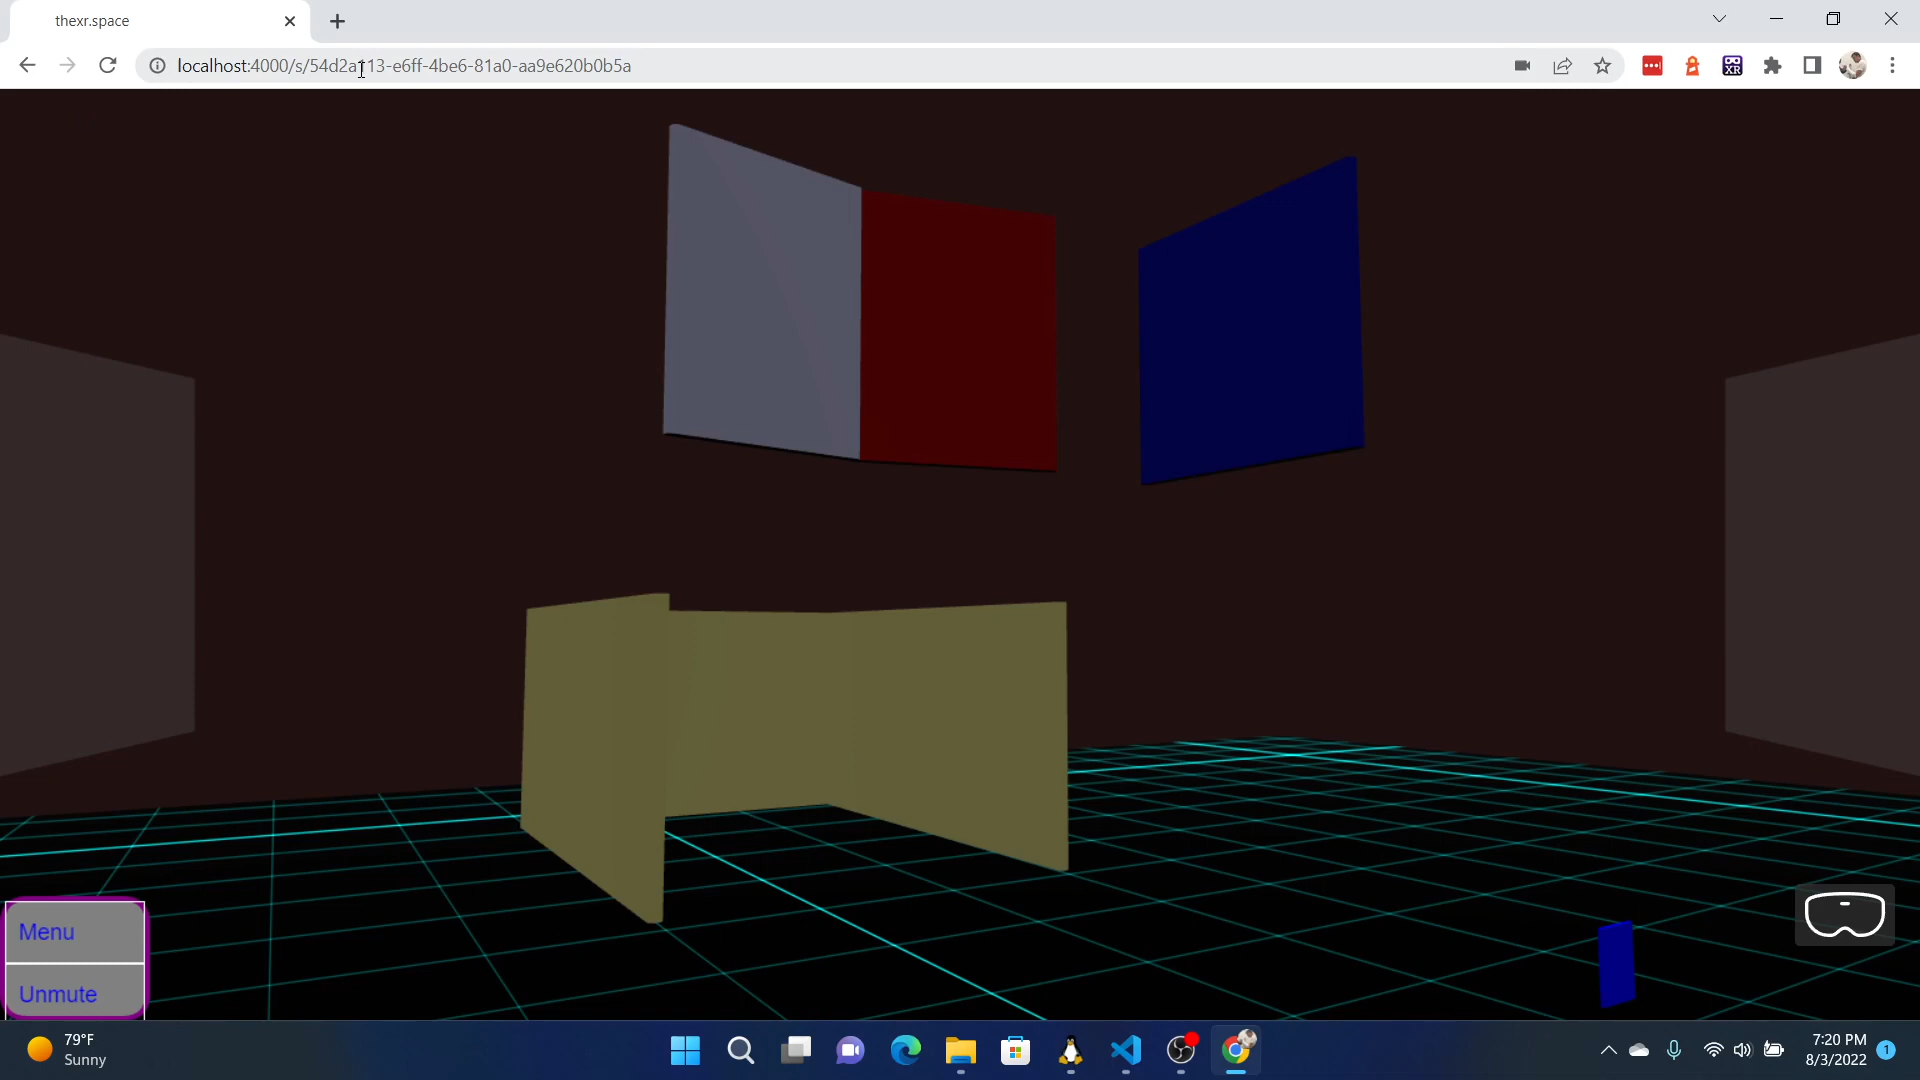 thexr.space
localhost:4000/s/54d2a113-e6ff-4be6-81a0-aa9e620b0b5a
XR
Menu
Unmute
79°F
Sunny
7:20 PM
8/3/2022
1